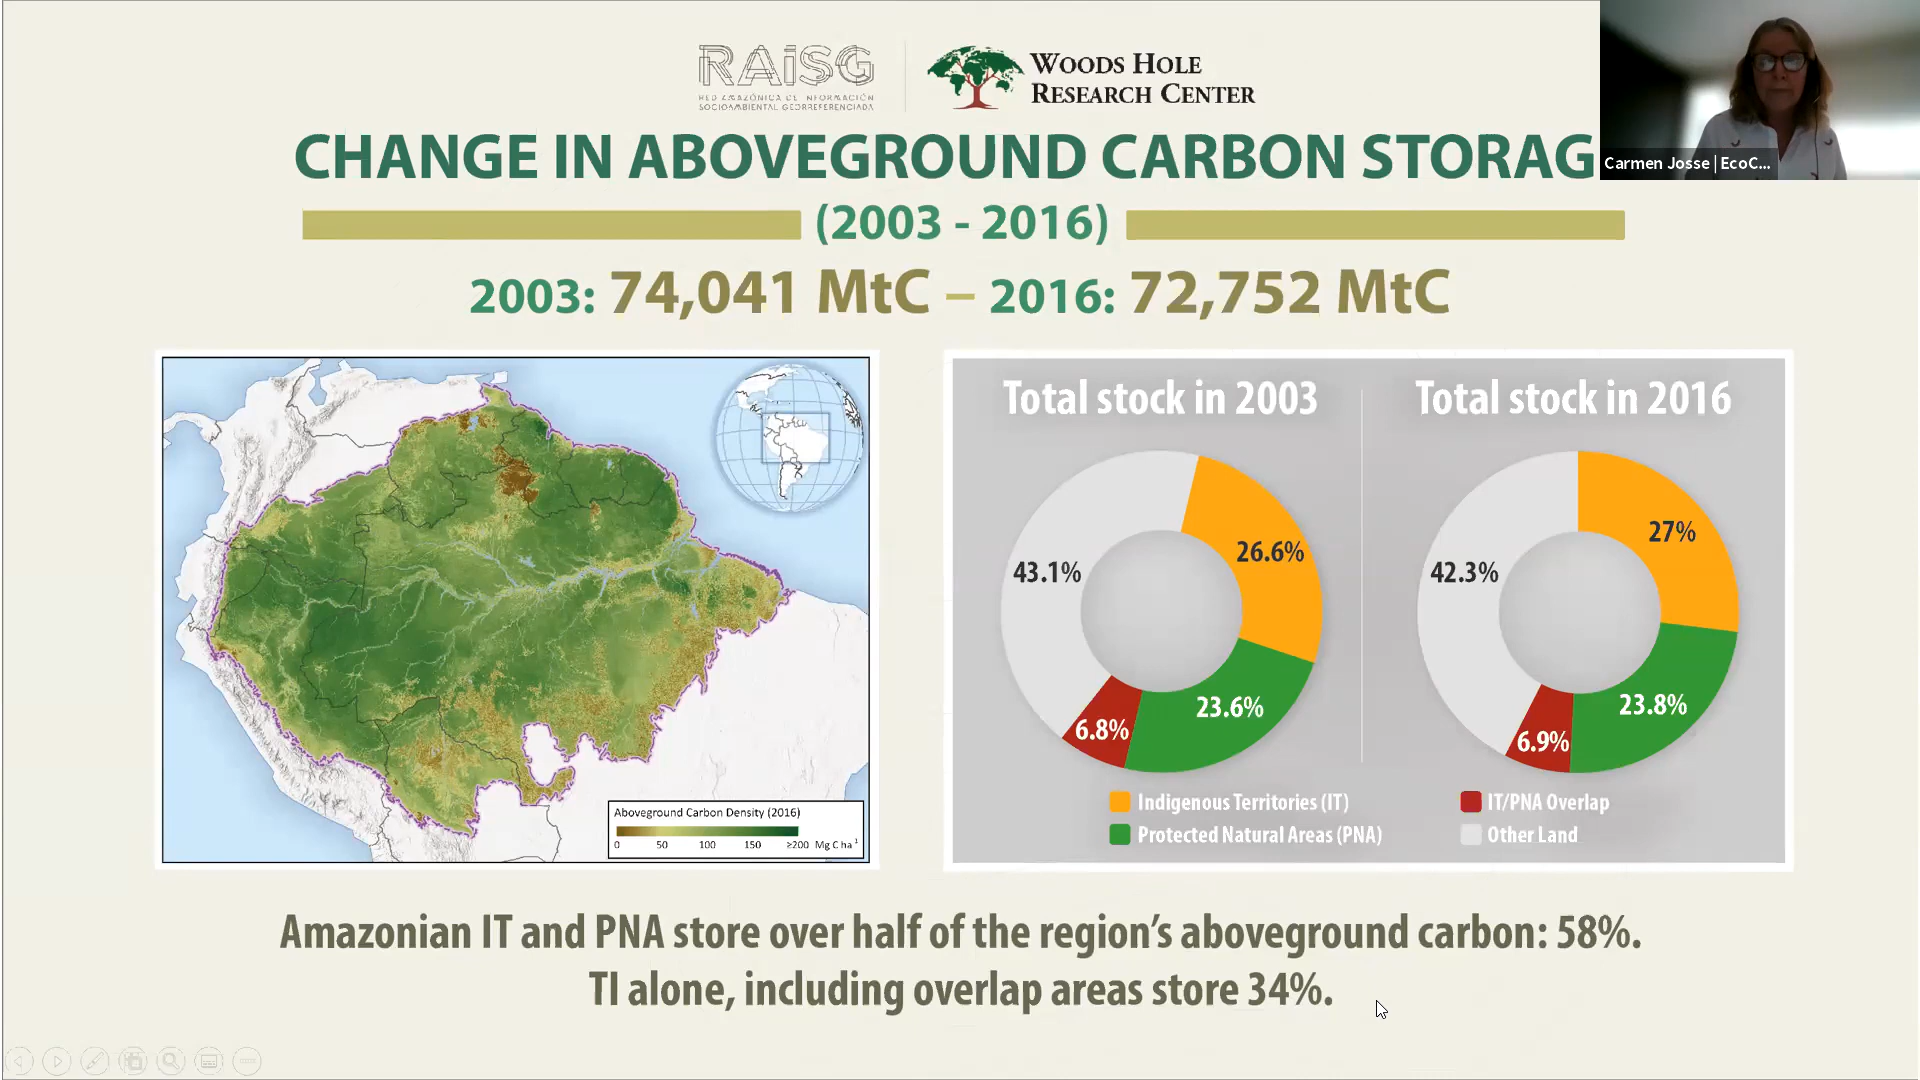 RAISG
RED AMAZÓNICA DE INFORMACIÓN
SOCIOAMBIENTAL GEORREFERENCIADA
WOODS HOLE
RESEARCH CENTER
Carmen Josse | EcoC...
CHANGE IN ABOVEGROUND CARBON STORAG
(2003 - 2016)
2003: 74,041 MtC – 2016: 72,752 MtC
Aboveground Carbon Density (2016)
0 50 100 150 ≥200 Mg C ha⁻¹
Total stock in 2003
43.1%
26.6%
23.6%
6.8%
Total stock in 2016
42.3%
27%
23.8%
6.9%
Indigenous Territories (IT)
IT/PNA Overlap
Protected Natural Areas (PNA)
Other Land
Amazonian IT and PNA store over half of the region's aboveground carbon: 58%.
TI alone, including overlap areas store 34%.